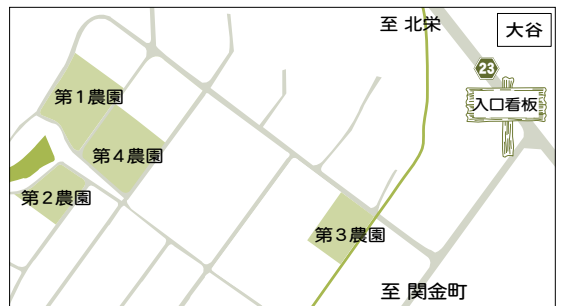 至 北栄
大谷
23
入口看板
第1農園
第4農園
第2農園
第3農園
至 関金町